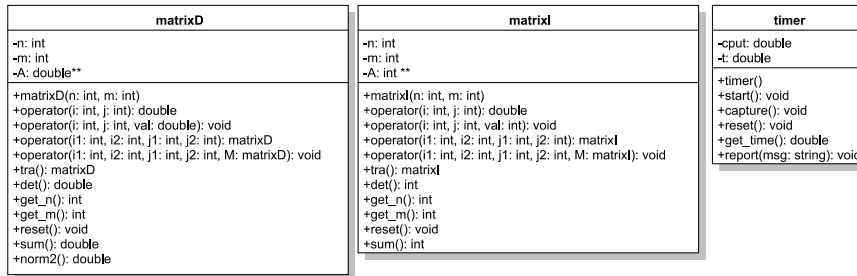 matrixD
-n: int
-m: int
-A: double**
+matrixD(n: int, m: int)
+operator(i: int, j: int): double
+operator(i: int, j: int, val: double): void
+operator(i1: int, i2: int, j1: int, j2: int): matrixD
+operator(i1: int, i2: int, j1: int, j2: int, M: matrixD): void
+tra(): matrixD
+det(): double
+get_n(): int
+get_m(): int
+reset(): void
+sum(): double
+norm2(): double
matrixI
-n: int
-m: int
-A: int **
+matrixI(n: int, m: int)
+operator(i: int, j: int): double
+operator(i: int, j: int, val: int): void
+operator(i1: int, i2: int, j1: int, j2: int): matrixI
+operator(i1: int, i2: int, j1: int, j2: int, M: matrixI): void
+tra(): matrixI
+det(): int
+get_n(): int
+get_m(): int
+reset(): void
+sum(): int
timer
-cput: double
-t: double
+timer()
+start(): void
+capture(): void
+reset(): void
+get_time(): double
+report(msg: string): void